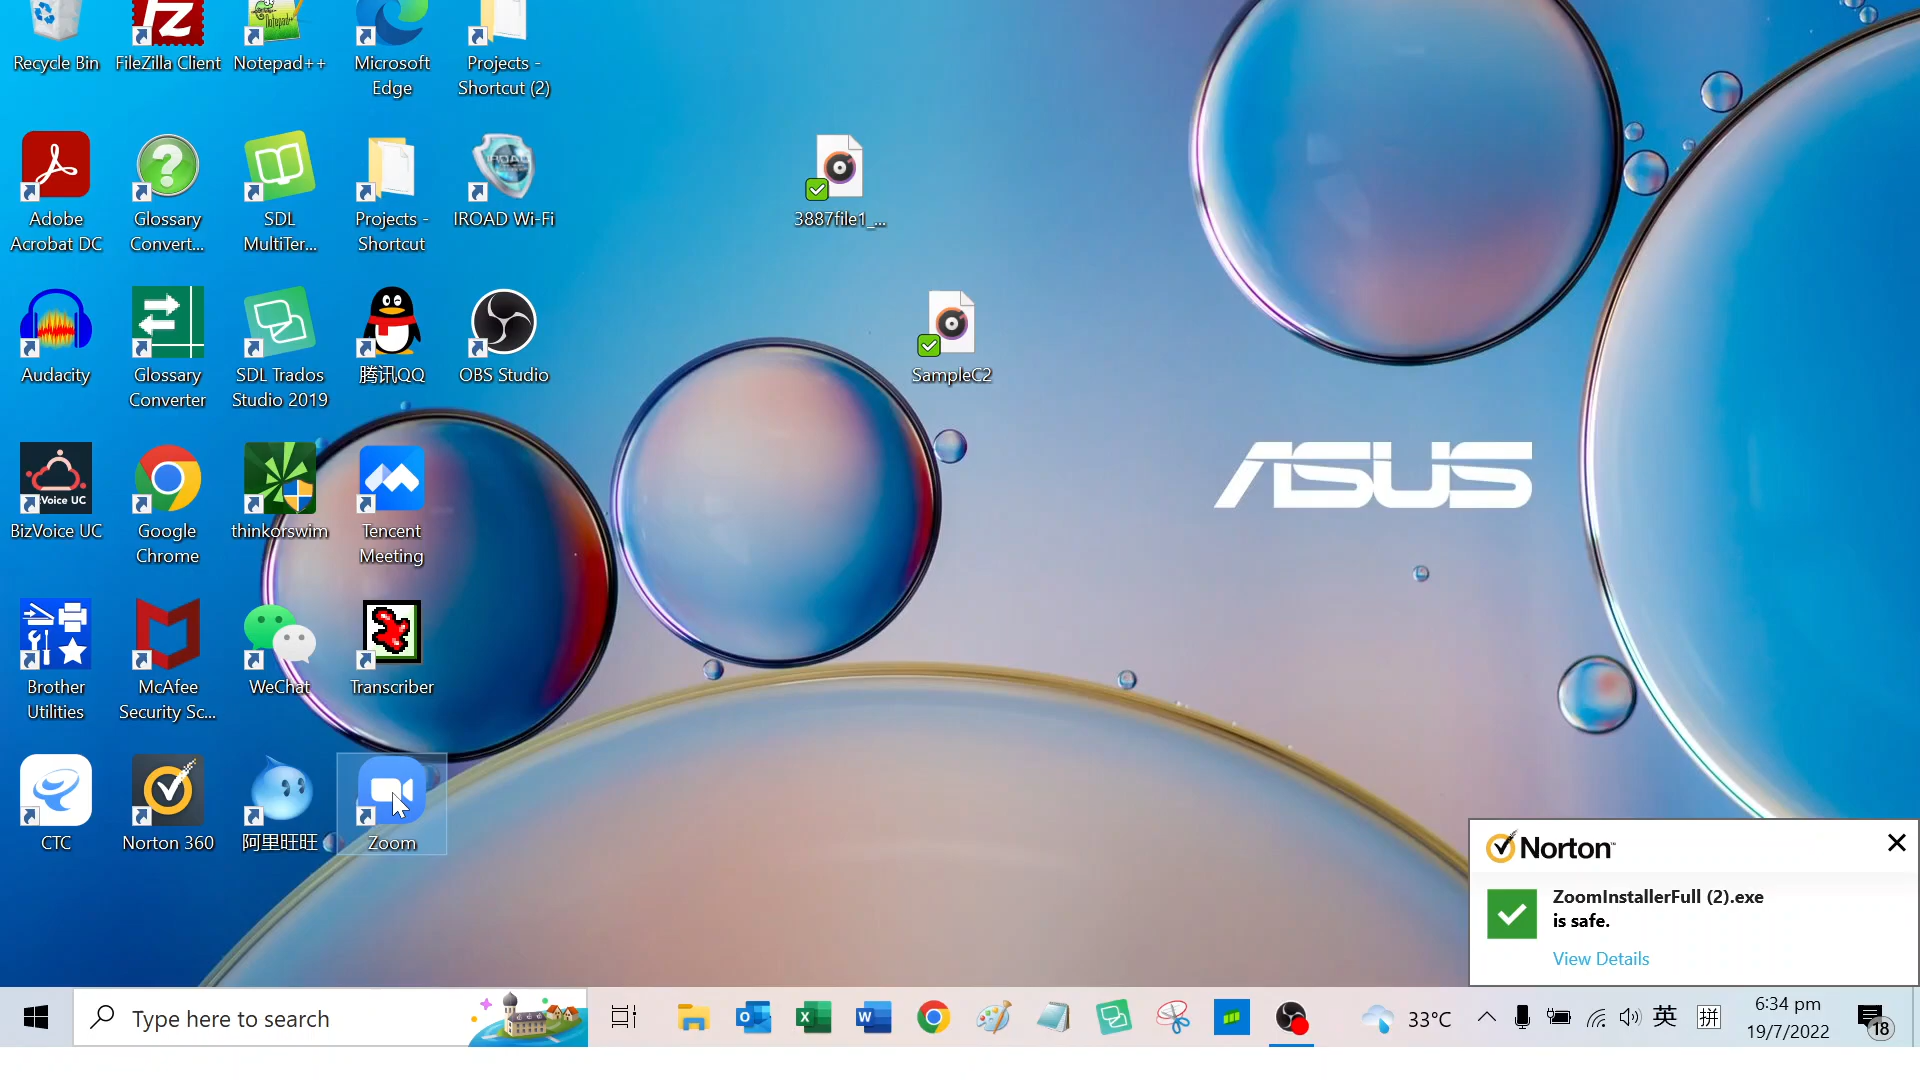 Recycle Bin
FileZilla Client
Notepad++
Microsoft
Edge
Projects -
Shortcut (2)
Adobe
Acrobat DC
Glossary
Convert...
SDL
MultiTer...
Projects -
Shortcut
IROAD Wi-Fi
3887file1_...
Audacity
Glossary
Converter
SDL Trados
Studio 2019
腾讯QQ
OBS Studio
SampleC2
ASUS
Voice UC
BizVoice UC
Google
Chrome
thinkorswim
Tencent
Meeting
Brother
Utilities
McAfee
Security Sc...
WeChat
Transcriber
CTC
Norton 360
阿里旺旺
Zoom
Norton
ZoomInstallerFull (2).exe
is safe.
View Details
Type here to search
33°C
英
拼
6:34 pm
19/7/2022
18